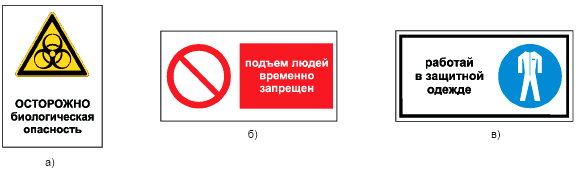 ОСТОРОЖНО
биологическая
опасность
а)
подъем людей
временно
запрещен
б)
работай
в защитной
одежде
в)